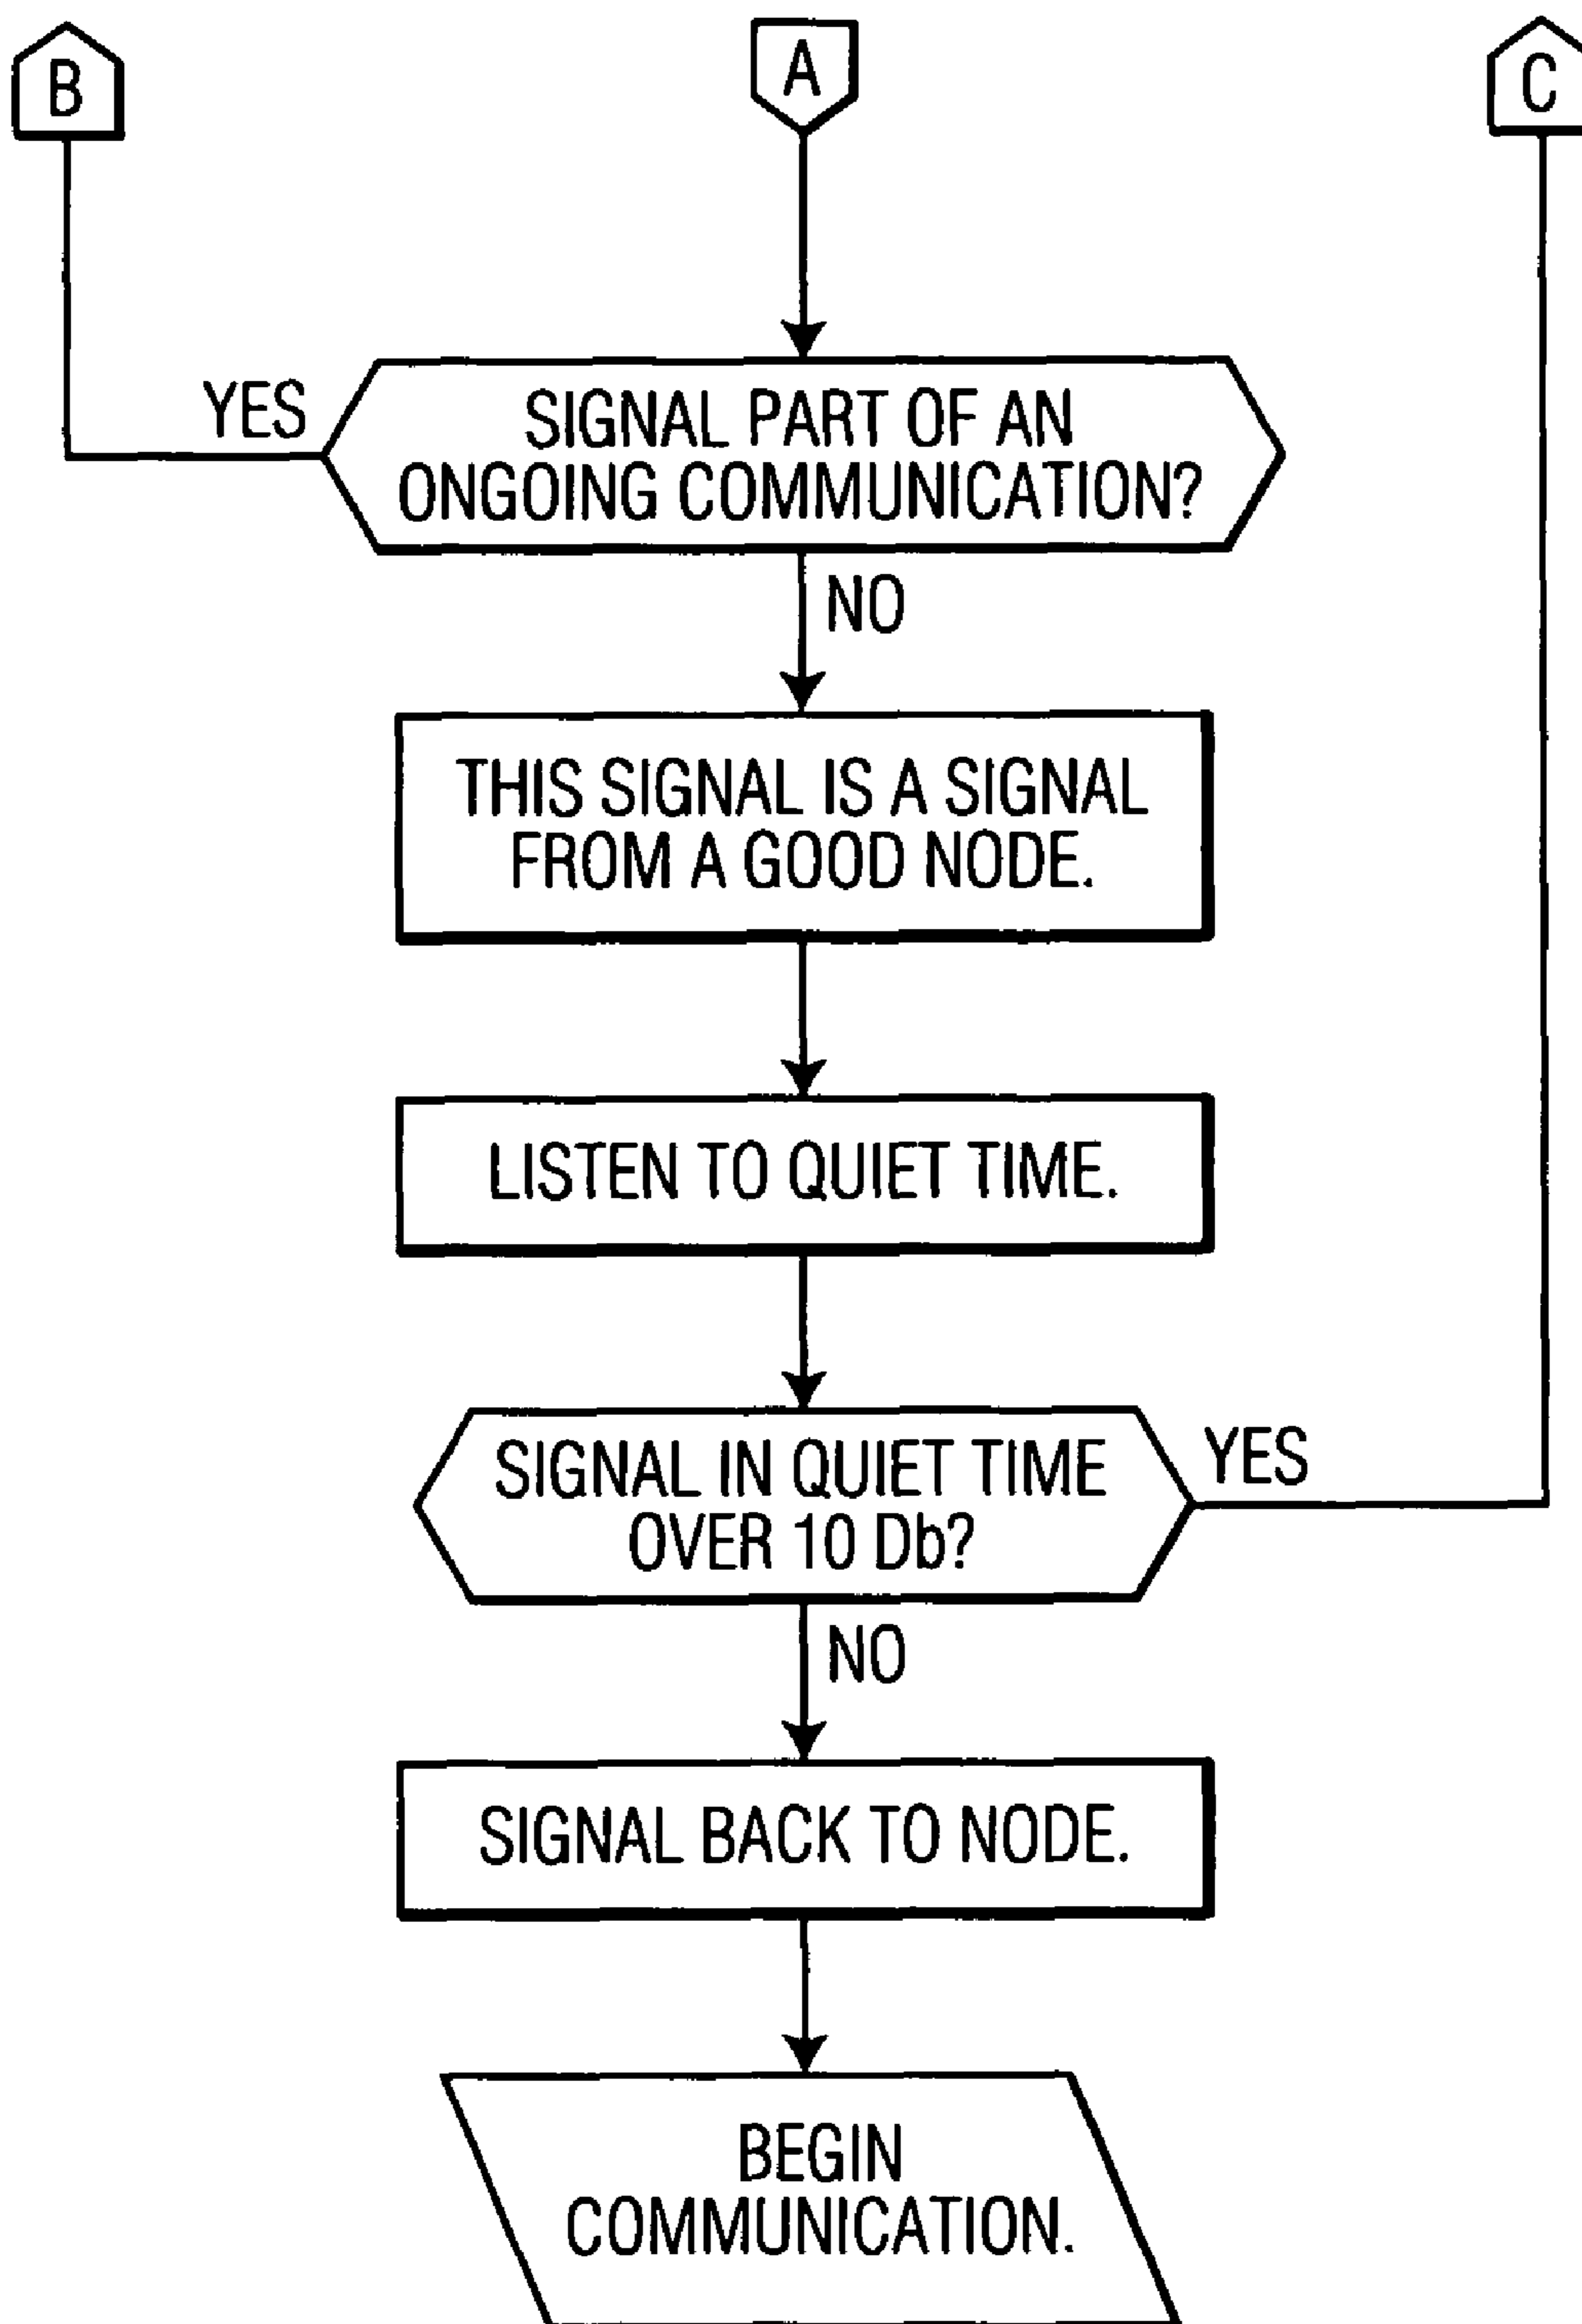 B
A
C
YES
SIGNAL PART OF AN
ONGOING COMMUNICATION?
NO
THIS SIGNAL IS A SIGNAL
FROM A GOOD NODE.
LISTEN TO QUIET TIME.
SIGNAL IN QUIET TIME
OVER 10 Db?
YES
NO
SIGNAL BACK TO NODE.
BEGIN
COMMUNICATION.